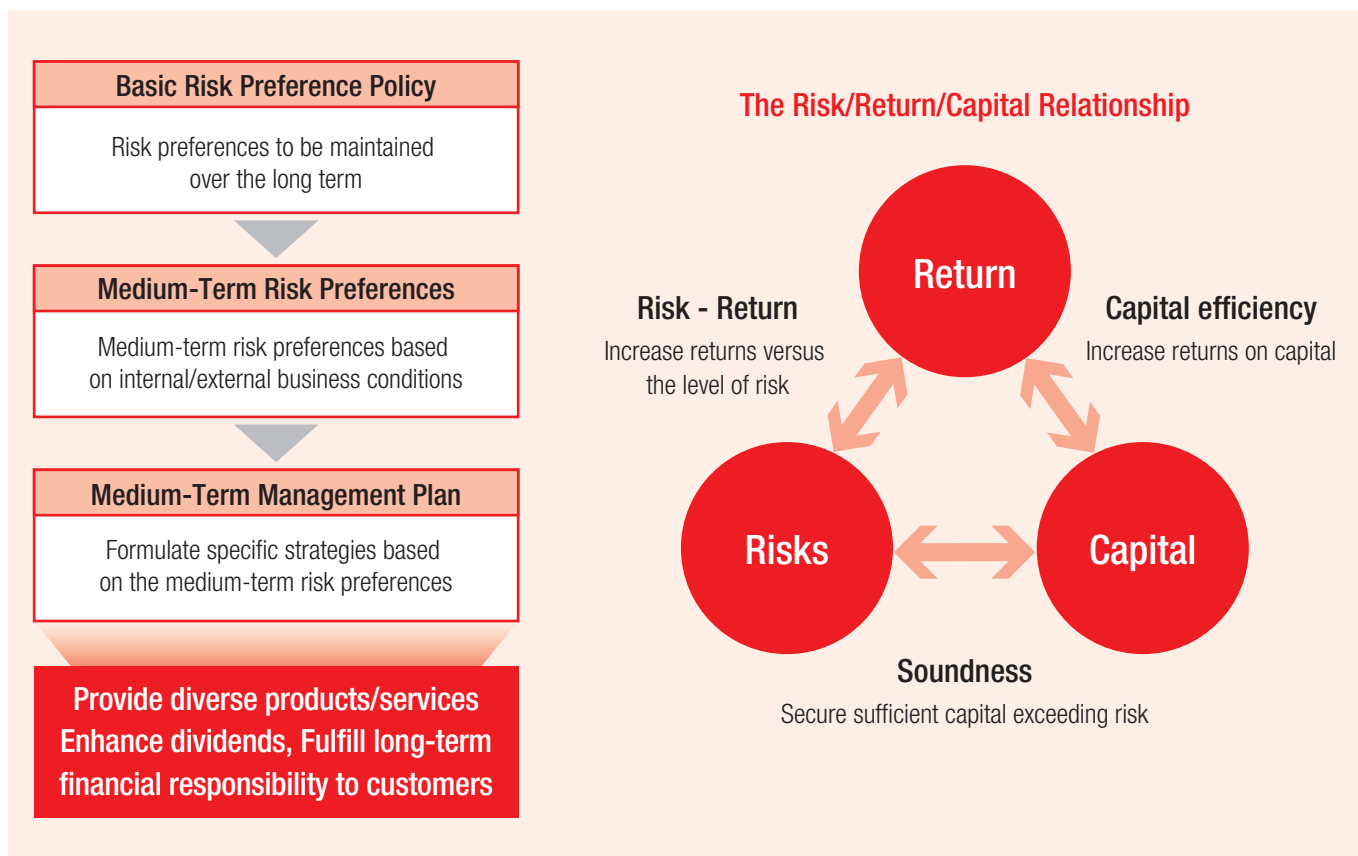 Basic Risk Preference Policy
Risk preferences to be maintained
over the long term
Medium-Term Risk Preferences
Medium-term risk preferences based
on internal/external business conditions
Medium-Term Management Plan
Formulate specific strategies based
on the medium-term risk preferences
Provide diverse products/services
Enhance dividends, Fulfill long-term
financial responsibility to customers
The Risk/Return/Capital Relationship
Return
Risk - Return
Increase returns versus
the level of risk
Capital efficiency
Increase returns on capital
Risks
Capital
Soundness
Secure sufficient capital exceeding risk